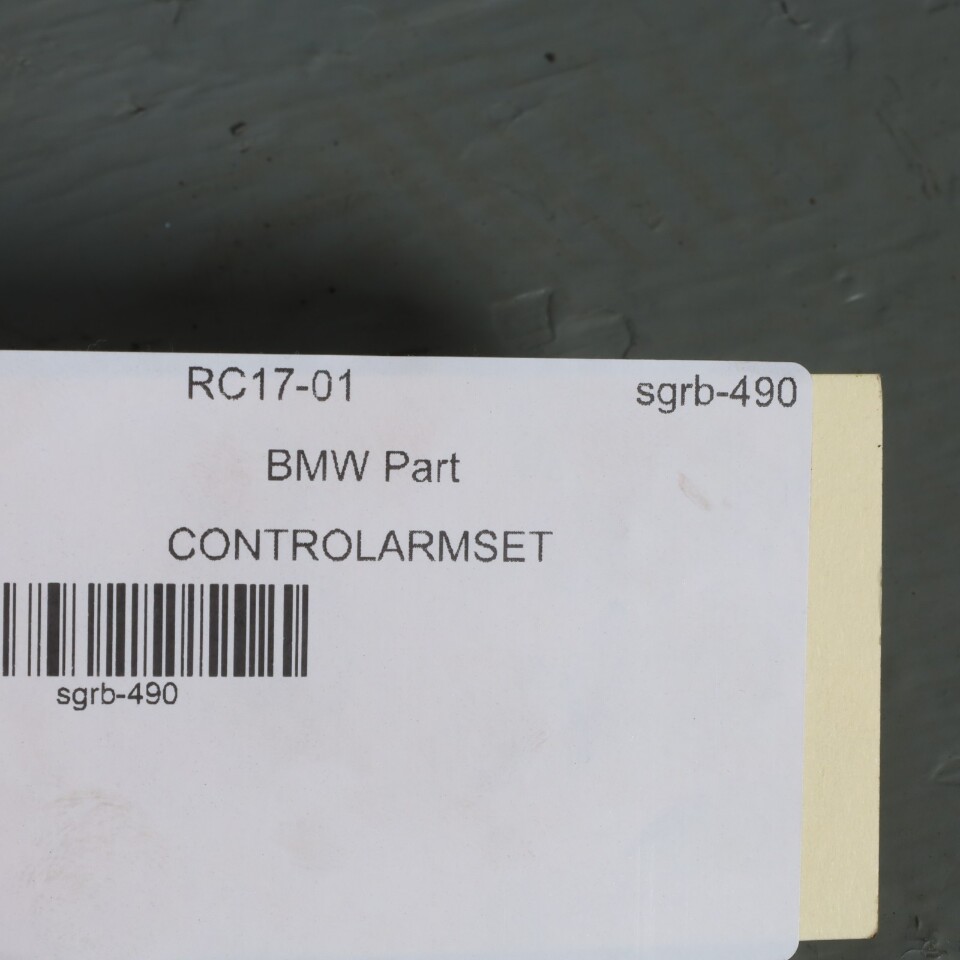 RC17-01 sgrb-490
BMW Part
CONTROLARMSET
sgrb-490